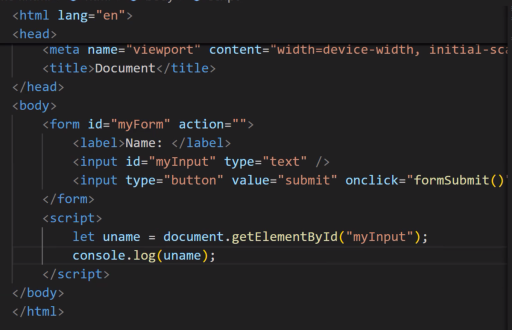 <html lang="en">
<head>
<meta name="viewport" content="width=device-width, initial-sca
<title>Document</title>
</head>
<body>
<form id="myForm" action="">
<label>Name: </label>
<input id="myInput" type="text" />
<input type="button" value="submit" onclick="formSubmit()"
</form>
<script>
let uname = document.getElementById("myInput");
console.log(uname);
</script>
</body>
</html>